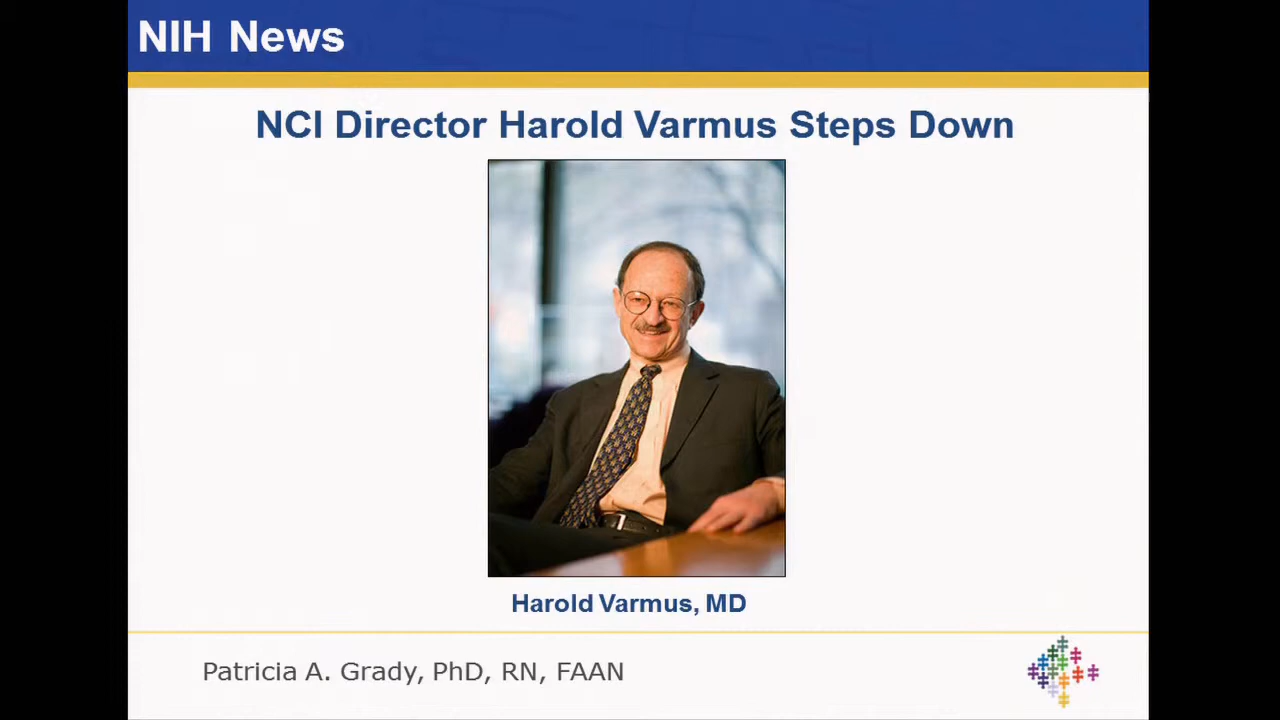 NIH News
NCI Director Harold Varmus Steps Down
Harold Varmus, MD
Patricia A. Grady, PhD, RN, FAAN